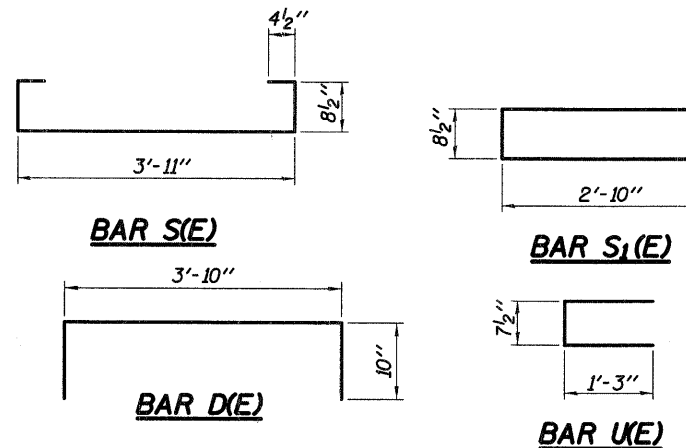 4½"
8½"
3'-11"
BAR S(E)
8½"
2'-10"
BAR S₁(E)
3'-10"
10"
BAR D(E)
7½"
1'-3"
BAR U(E)